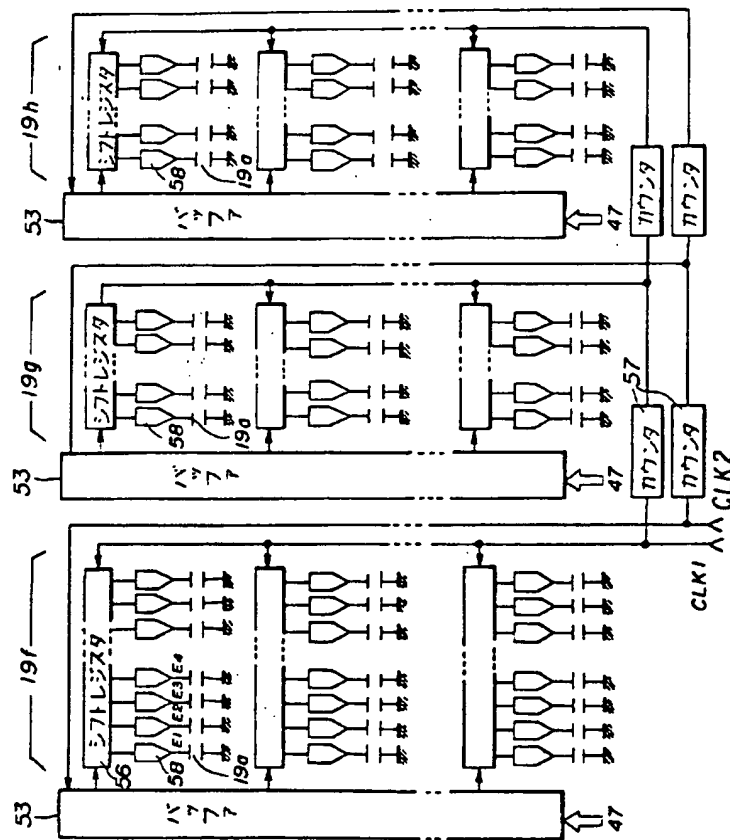 19f
19g
19h
53
シフトレジスタ
56
58
E1
E2
E3
E4
19a
バッファ
47
53
シフトレジスタ
58
19a
バッファ
47
53
シフトレジスタ
58
19a
バッファ
47
カウンタ
カウンタ
57
カウンタ
カウンタ
CLK1
CLK2